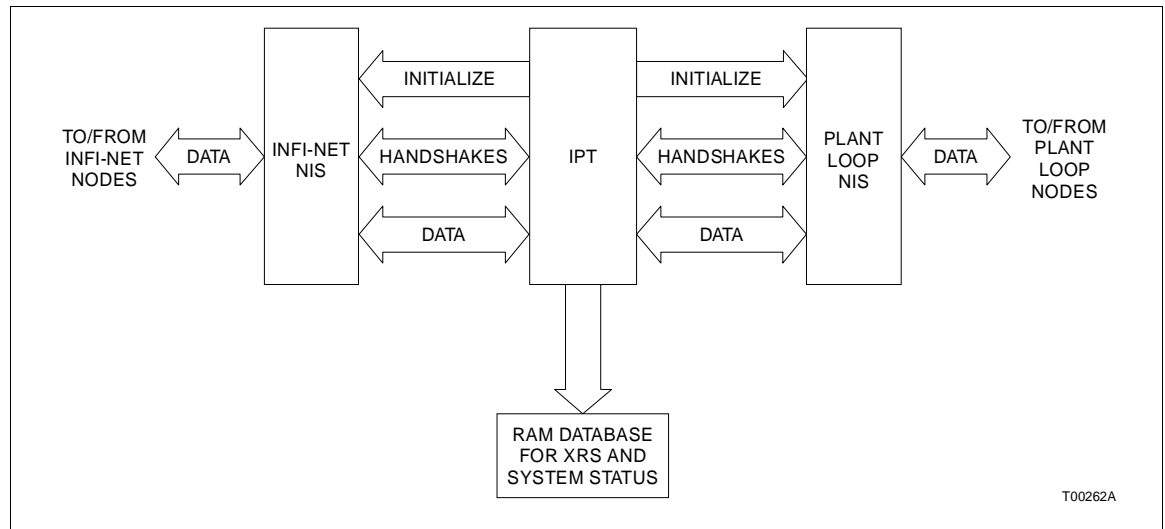 INITIALIZE
INITIALIZE
TO/FROM
INFI-NET
NODES
DATA
INFI-NET
NIS
HANDSHAKES
IPT
HANDSHAKES
PLANT
LOOP
NIS
DATA
TO/FROM
PLANT
LOOP
NODES
DATA
DATA
RAM DATABASE
FOR XRS AND
SYSTEM STATUS
T00262A